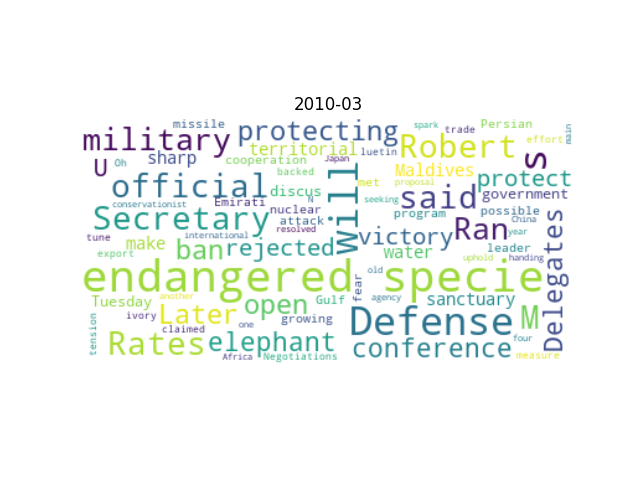 2010-03
missile protecting spark trade Persian main
military territorial Robert effort
U Oh sharp cooperation Japan luetin Maldives s
official backed will met proposal protect
Emirati discus N seeking said government
Secretary conservationist nuclear attack program possible China
resolved victory Ran year
tune make ban rejected water leader Delegates
export international uphold handing
endangered specie
Tuesday another open Gulf fear old agency sanctuary
ivory Later growing Defense M
tension claimed one four
Rates elephant conference
Africa Negotiations measure